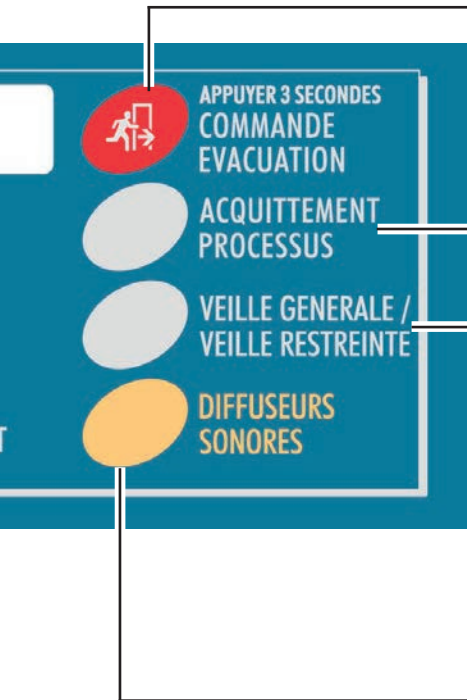 APPUYER 3 SECONDES
COMMANDE
EVACUATION
ACQUITTEMENT
PROCESSUS
VEILLE GENERALE /
VEILLE RESTREINTE
DIFFUSEURS
SONORES
T